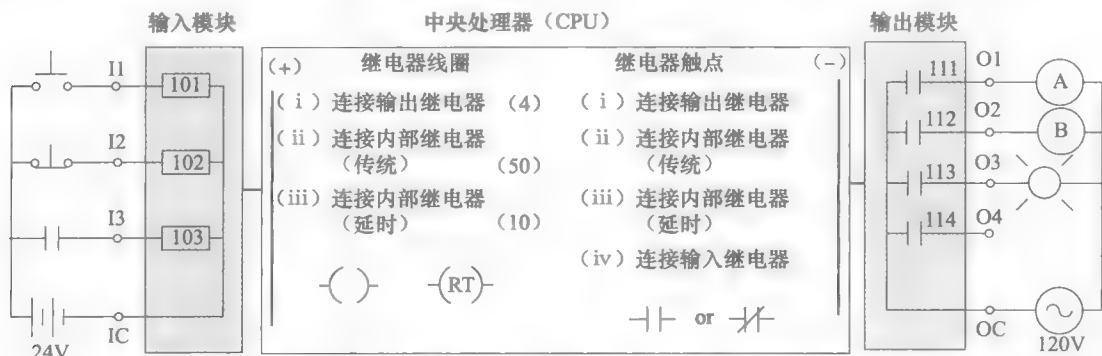 输入模块
中央处理器（CPU）
输出模块
I1
101
I2
102
I3
103
IC
24V
(+)
继电器线圈
继电器触点
(-)
(i) 连接输出继电器 (4)
(ii) 连接内部继电器
(传统) (50)
(iii) 连接内部继电器
(延时) (10)
(RT)
(i) 连接输出继电器
(ii) 连接内部继电器
(传统)
(iii) 连接内部继电器
(延时)
(iv) 连接输入继电器
or
111
O1
A
112
O2
B
113
O3
114
O4
OC
120V